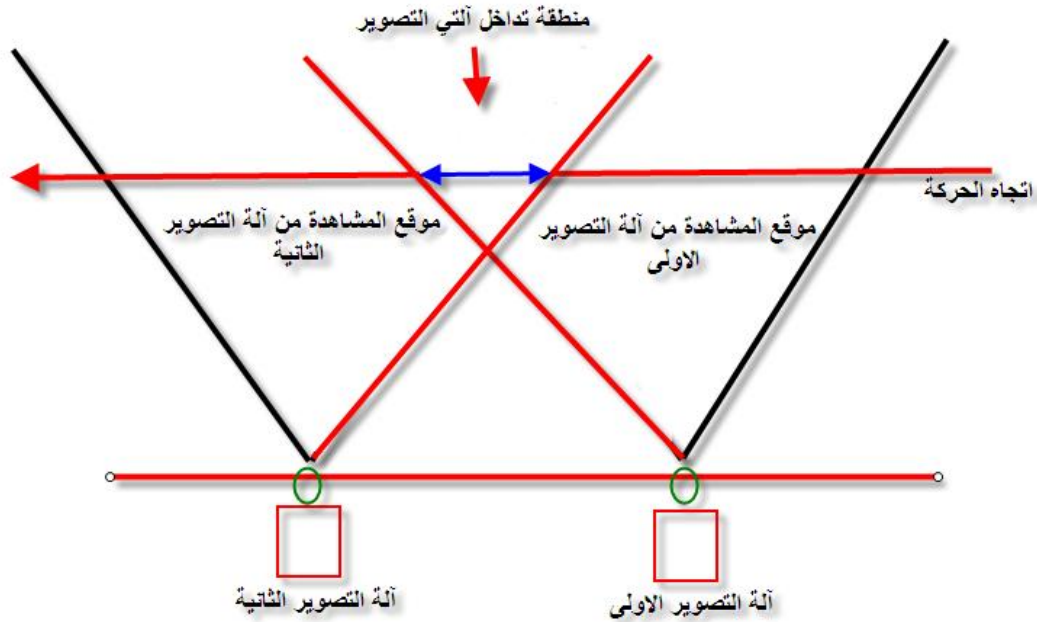 منطقة تداخل آلتي التصوير
اتجاه الحركة
موقع المشاهدة من آلة التصوير
الاولى
موقع المشاهدة من آلة التصوير
الثانية
آلة التصوير الاولى
آلة التصوير الثانية